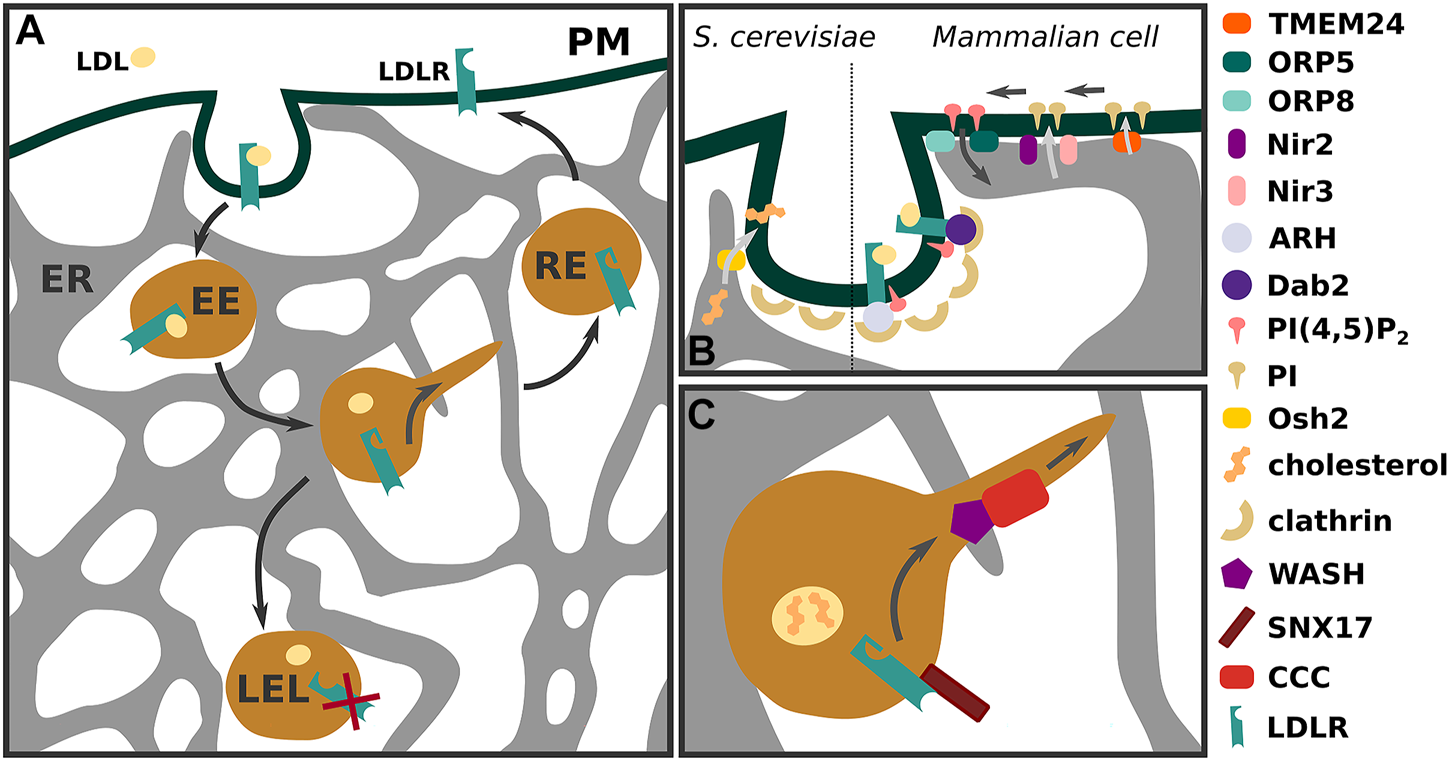 A
LDL
LDLR
PM
ER
EE
RE
LEL
S. cerevisiae
Mammalian cell
B
C
TMEM24
ORP5
ORP8
Nir2
Nir3
ARH
Dab2
PI(4,5)P₂
PI
Osh2
cholesterol
clathrin
WASH
SNX17
CCC
LDLR